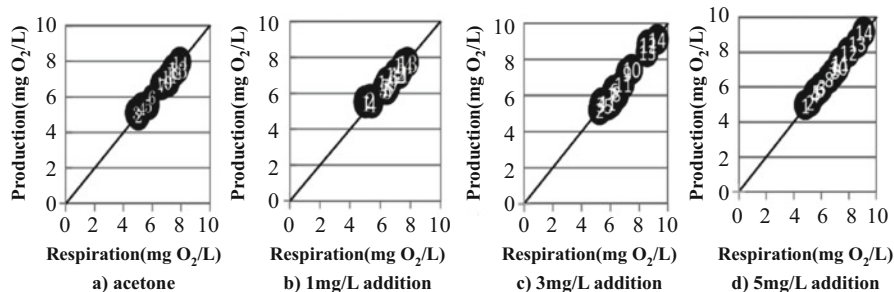 Production(mg O₂/L)
10
8
6
4
2
0
0 2 4 6 8 10
Respiration(mg O₂/L)
a) acetone
Production(mg O₂/L)
10
8
6
4
2
0
0 2 4 6 8 10
Respiration(mg O₂/L)
b) 1mg/L addition
Production(mg O₂/L)
10
8
6
4
2
0
0 2 4 6 8 10
Respiration(mg O₂/L)
c) 3mg/L addition
Production(mg O₂/L)
10
8
6
4
2
0
0 2 4 6 8 10
Respiration(mg O₂/L)
d) 5mg/L addition